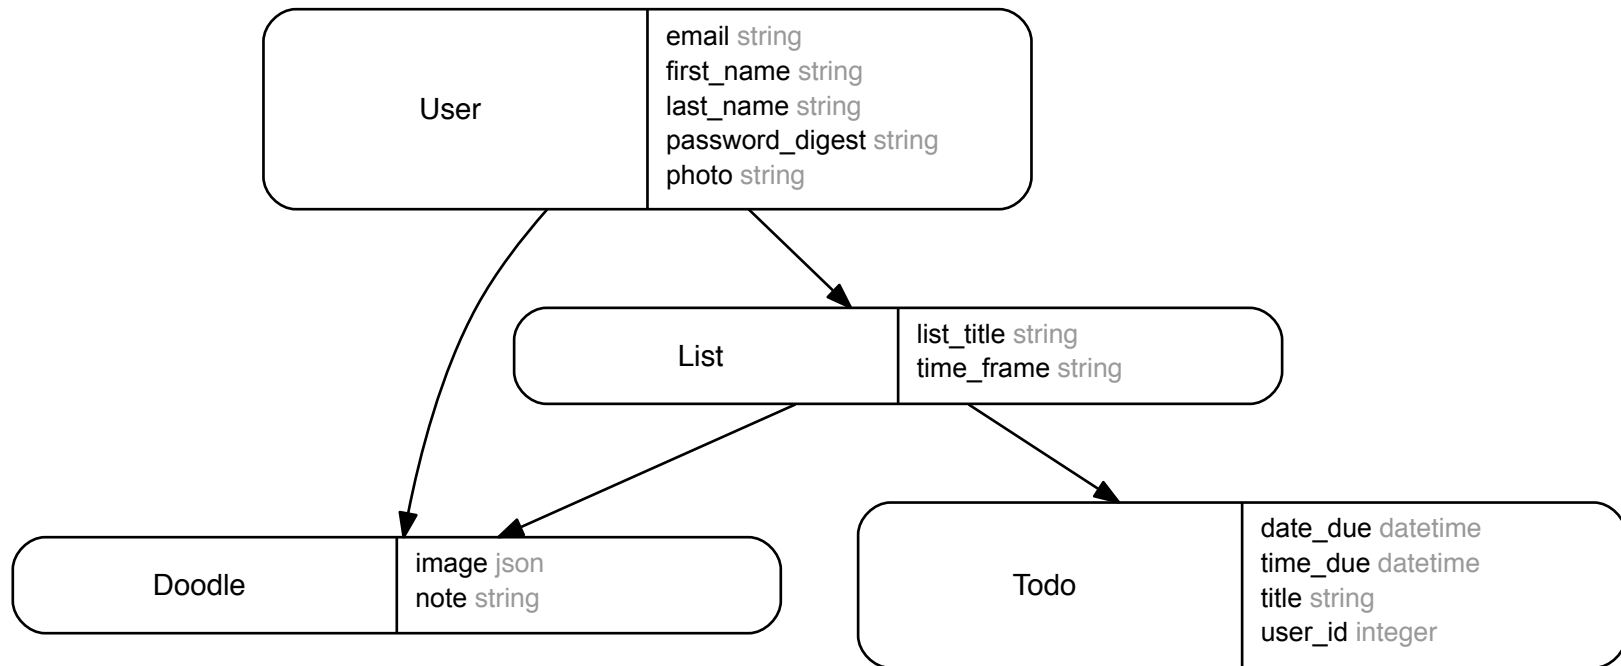 User
email string
first_name string
last_name string
password_digest string
photo string
List
list_title string
time_frame string
Doodle
image json
note string
Todo
date_due datetime
time_due datetime
title string
user_id integer